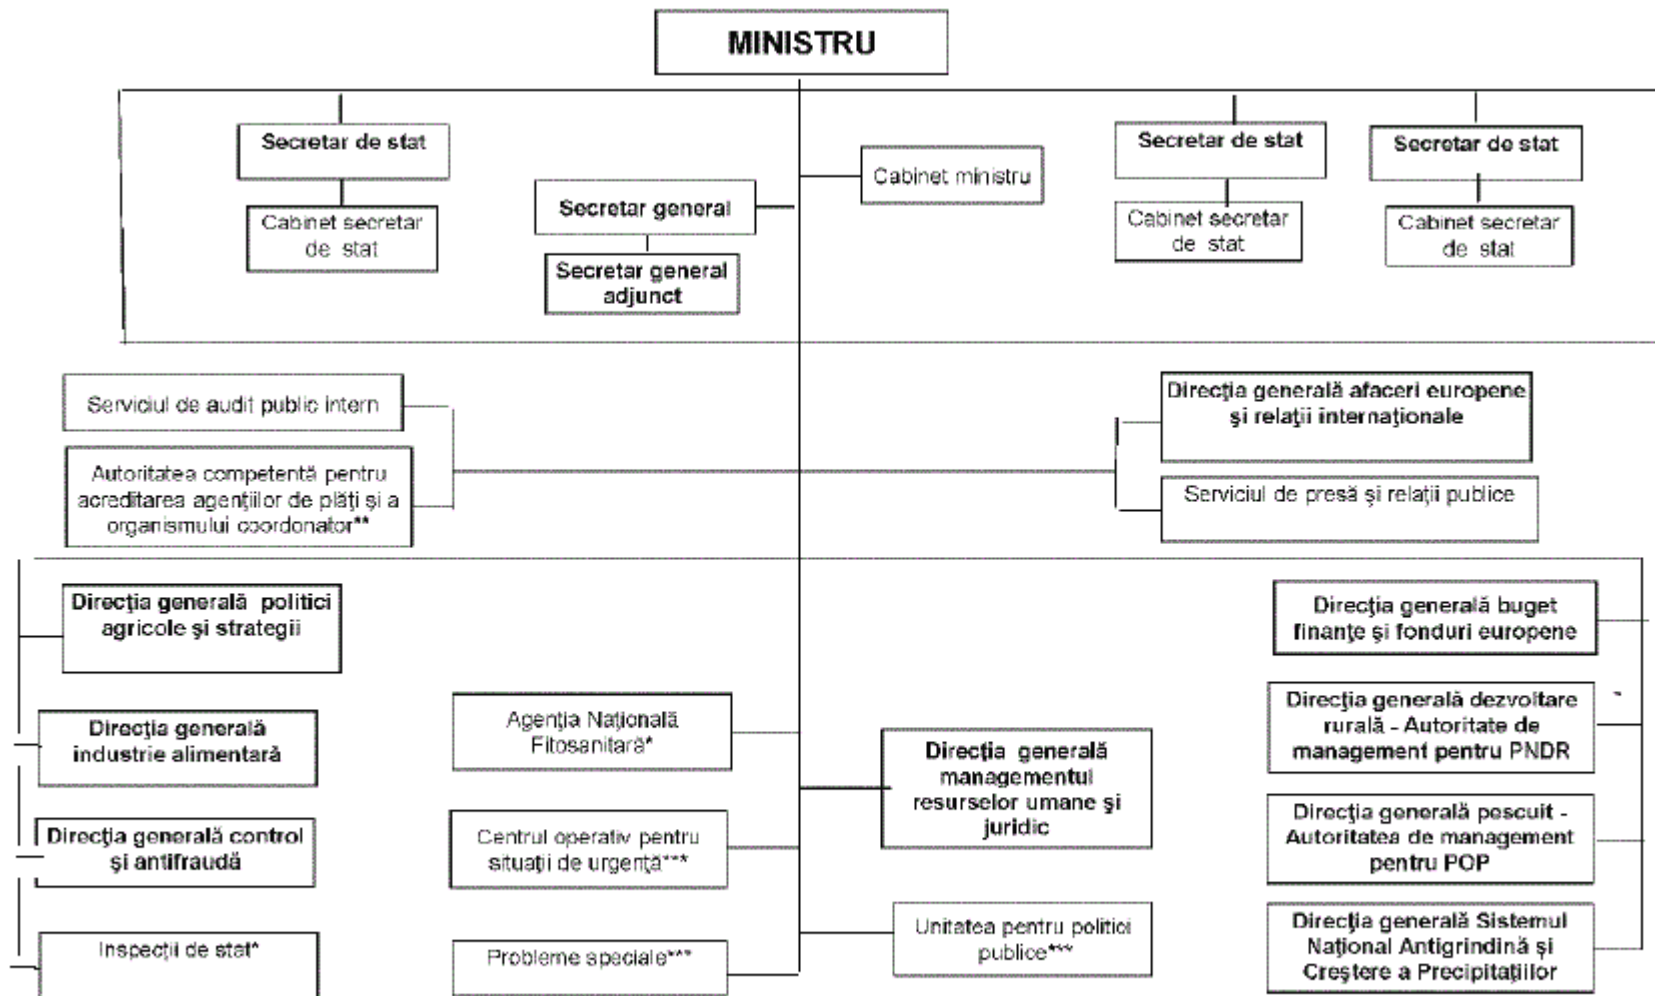 MINISTRU
Secretar de stat
Cabinet secretar
de stat
Secretar general
Secretar general
adjunct
Cabinet ministru
Secretar de stat
Cabinet secretar
de stat
Secretar de stat
Cabinet secretar
de stat
Serviciul de audit public intern
Autoritatea competentă pentru
acreditarea agenţiilor de plăţi şi a
organismului coordonator**
Direcţia generală afaceri europene
şi relaţii internaţionale
Serviciul de presă şi relaţii publice
Direcţia generală politici
agricole şi strategii
Direcţia generală
industrie alimentară
Direcţia generală control
şi antifraudă
Inspecţii de stat*
Agenţia Naţională
Fitosanitară*
Centrul operativ pentru
situaţii de urgenţă***
Probleme speciale***
Direcţia generală
managementul
resurselor umane şi
juridic
Unitatea pentru politici
publice***
Direcţia generală buget
finanţe şi fonduri europene
Direcţia generală dezvoltare
rurală - Autoritate de
management pentru PNDR
Direcţia generală pescuit -
Autoritatea de management
pentru POP
Direcţia generală Sistemul
Naţional Antigrindină şi
Creştere a Precipitaţiilor